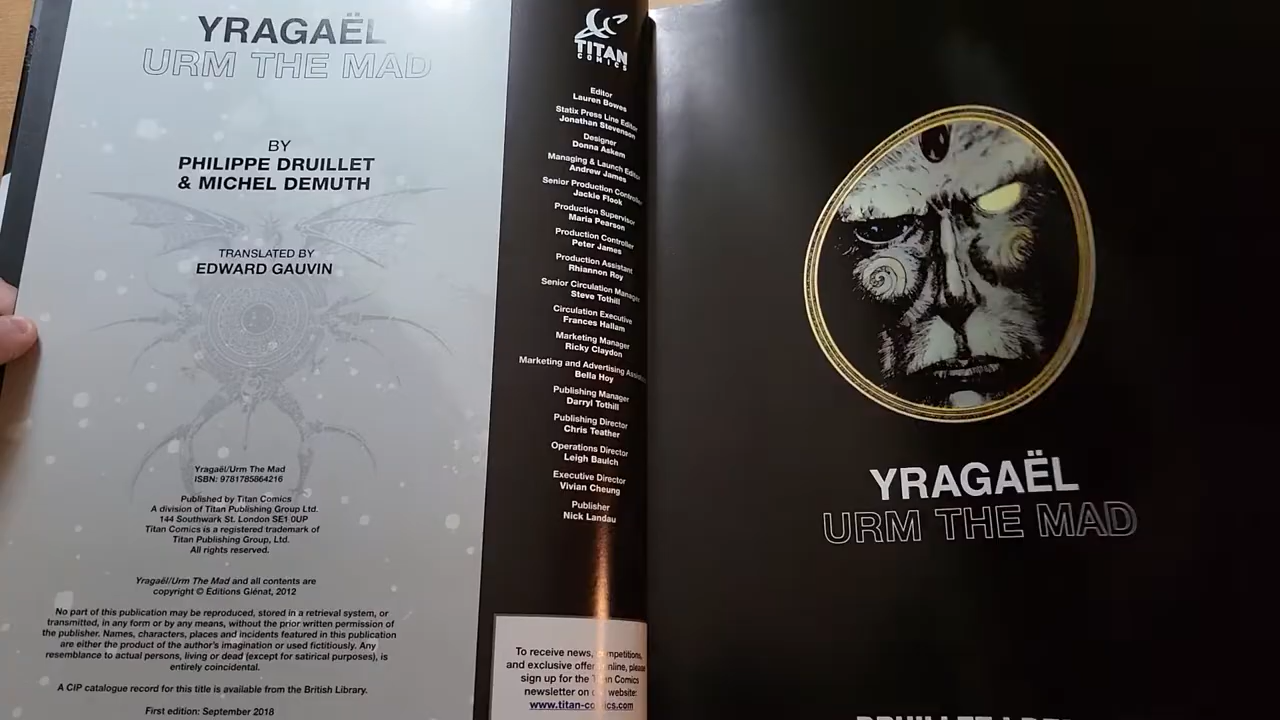 YRAGAËL
URM THE MAD
BY
PHILIPPE DRUILLET
& MICHEL DEMUTH
TRANSLATED BY
EDWARD GAUVIN
Yragaël/Urm The Mad
ISBN: 9781785864216
Published by Titan Comics
A division of Titan Publishing Group Ltd.
144 Southwark St. London SE1 0UP
Titan Comics is a registered trademark of
Titan Publishing Group, Ltd.
All rights reserved.
Yragaël/Urm The Mad and all contents are
copyright © Editions Glénat, 2012
No part of this publication may be reproduced, stored in a retrieval system, or
transmitted, in any form or by any means, without the prior written permission of
the publisher. Names, characters, places and incidents featured in this publication
are either the product of the author's imagination or used fictitiously. Any
resemblance to actual persons, living or dead (except for satirical purposes), is
entirely coincidental.
A CIP catalogue record for this title is available from the British Library.
First edition: September 2018
TITAN
COMICS
Editor
Lauren Bowes
Statix Press Line Editor
Jonathan Stevenson
Designer
Donna Askem
Managing & Launch Editor
Andrew James
Senior Production Controller
Jackie Flook
Production Supervisor
Maria Pearson
Production Controller
Peter James
Production Assistant
Rhiannon Roy
Senior Circulation Manager
Steve Tothill
Circulation Executive
Frances Hallam
Marketing Manager
Ricky Claydon
Marketing and Advertising
Bella Hoy
Publishing Manager
Darryl Tothill
Publishing Director
Chris Teather
Operations Director
Leigh Baulch
Executive Director
Vivian Cheung
Publisher
Nick Landau
To receive news,
and exclusive please
sign up for the Titan Comics
newsletter on website:
www.titan-comics.com
YRAGAËL
URM THE MAD